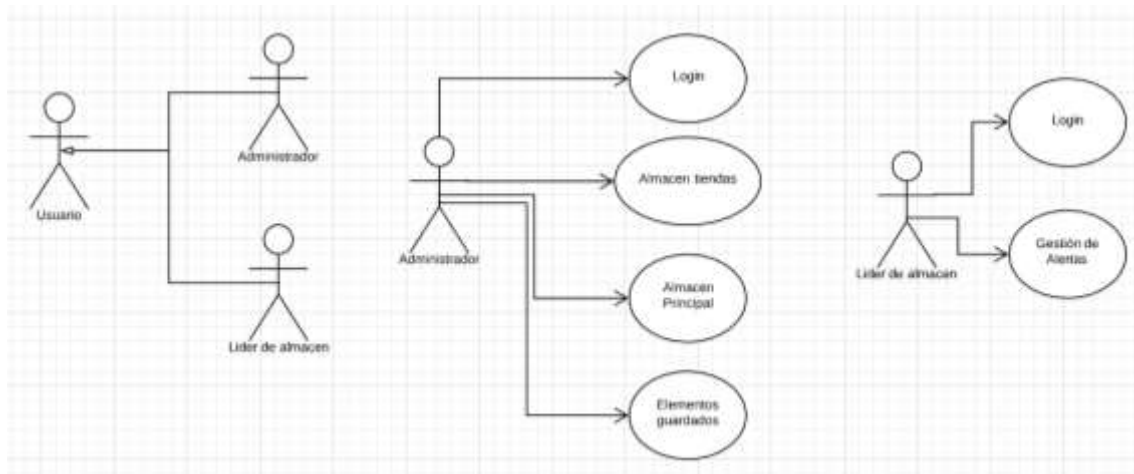 Usuario
Administrador
Lider de almacen
Administrador
Login
Almacen tiendas
Almacen
Principal
Elementos
guardados
Lider de almacen
Login
Gestión de
Alertas